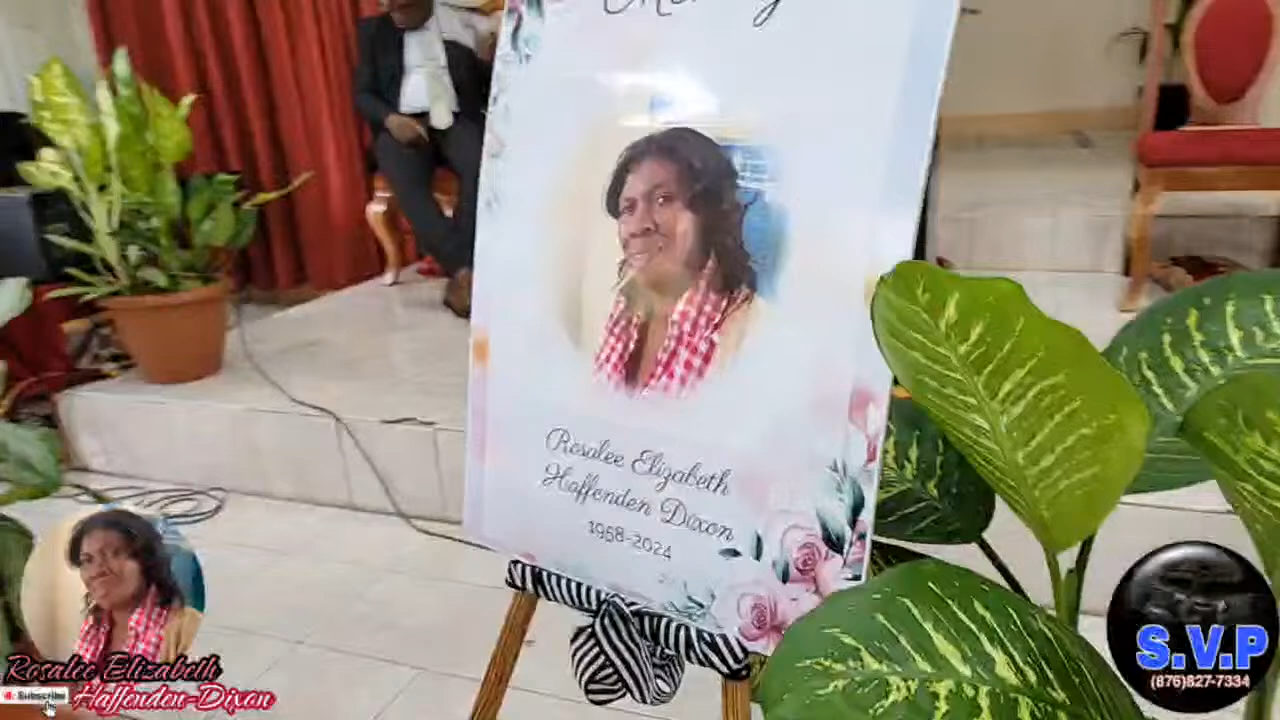 Rosalee Elizabeth
Haffenden Dixon
1958-2024
Rosalee Elizabeth
Haffenden-Dixon
Subscribe
S.V.P
(876)827-7334